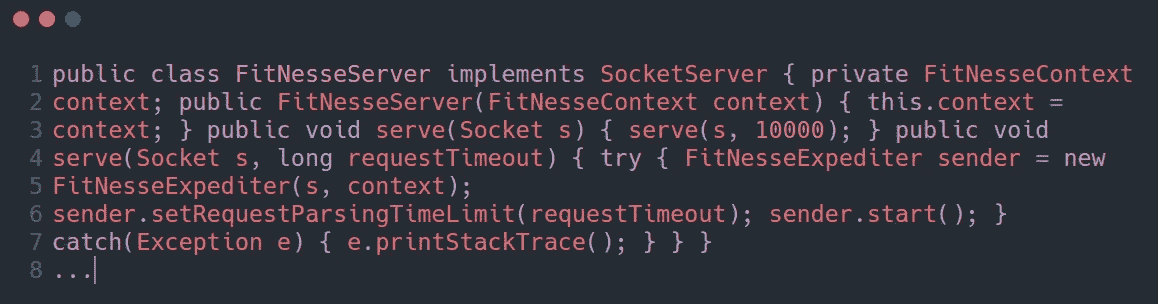 1 public class FitNesseServer implements SocketServer { private FitNesseContext
2 context; public FitNesseServer(FitNesseContext context) { this.context =
3 context; } public void serve(Socket s) { serve(s, 10000); } public void
4 serve(Socket s, long requestTimeout) { try { FitNesseExpediter sender = new
5 FitNesseExpediter(s, context);
6 sender.setRequestParsingTimeLimit(requestTimeout); sender.start(); }
7 catch(Exception e) { e.printStackTrace(); } } }
8 ...